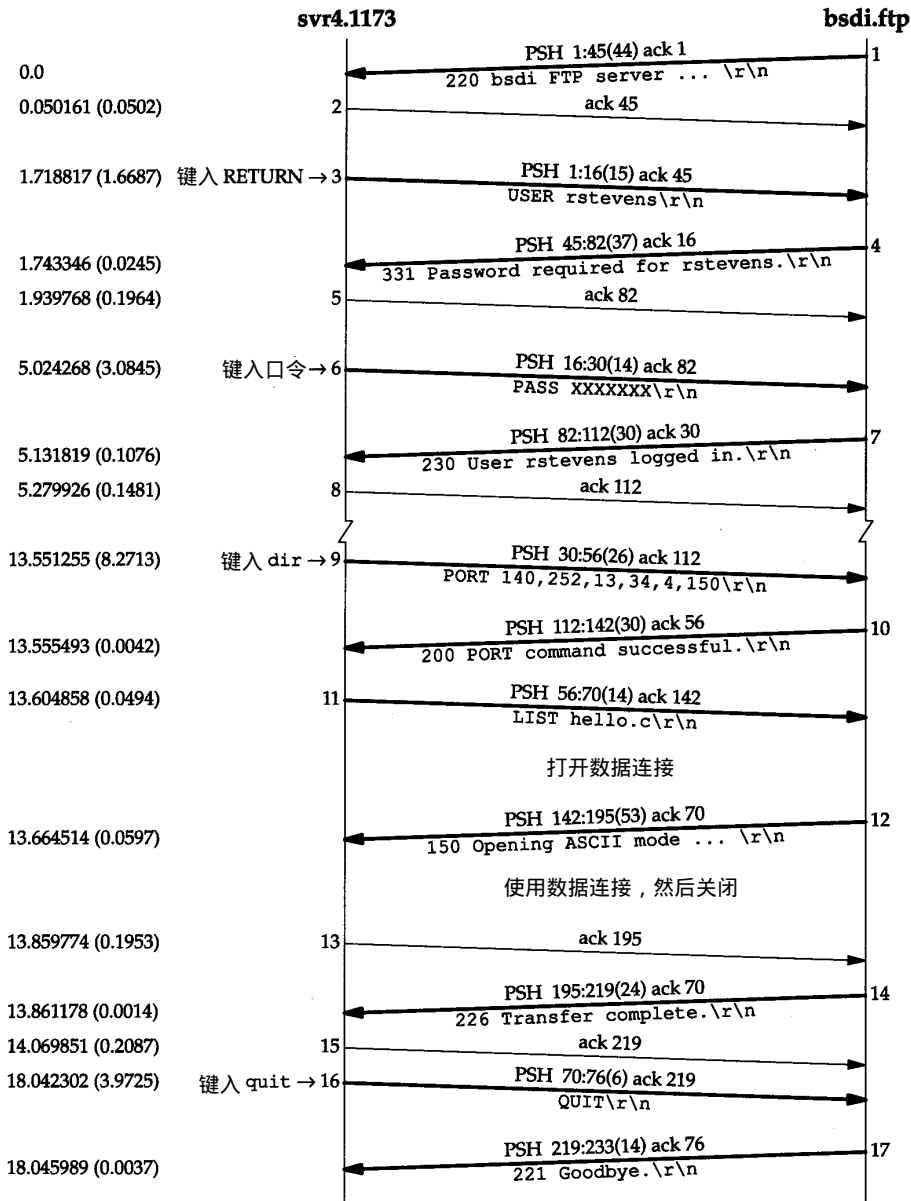 svr4.1173 bsdi.ftp
PSH 1:45(44) ack 1 1
0.0
220 bsdi FTP server ... \r\n
0.050161 (0.0502) 2 ack 45
1.718817 (1.6687) 键入 RETURN → 3 PSH 1:16(15) ack 45
USER rstevens\r\n
PSH 45:82(37) ack 16 4
1.743346 (0.0245) 331 Password required for rstevens.\r\n
1.939768 (0.1964) 5 ack 82
5.024268 (3.0845) 键入口令→ 6 PSH 16:30(14) ack 82
PASS XXXXXXX\r\n
PSH 82:112(30) ack 30 7
5.131819 (0.1076) 230 User rstevens logged in.\r\n
5.279926 (0.1481) 8 ack 112
13.551255 (8.2713) 键入 dir → 9 PSH 30:56(26) ack 112
PORT 140,252,13,34,4,150\r\n
PSH 112:142(30) ack 56 10
13.555493 (0.0042) 200 PORT command successful.\r\n
13.604858 (0.0494) 11 PSH 56:70(14) ack 142
LIST hello.c\r\n
打开数据连接
PSH 142:195(53) ack 70 12
13.664514 (0.0597) 150 Opening ASCII mode ... \r\n
使用数据连接，然后关闭
13.859774 (0.1953) 13 ack 195
PSH 195:219(24) ack 70 14
13.861178 (0.0014) 226 Transfer complete.\r\n
14.069851 (0.2087) 15 ack 219
18.042302 (3.9725) 键入 quit → 16 PSH 70:76(6) ack 219
QUIT\r\n
PSH 219:233(14) ack 76 17
18.045989 (0.0037) 221 Goodbye.\r\n